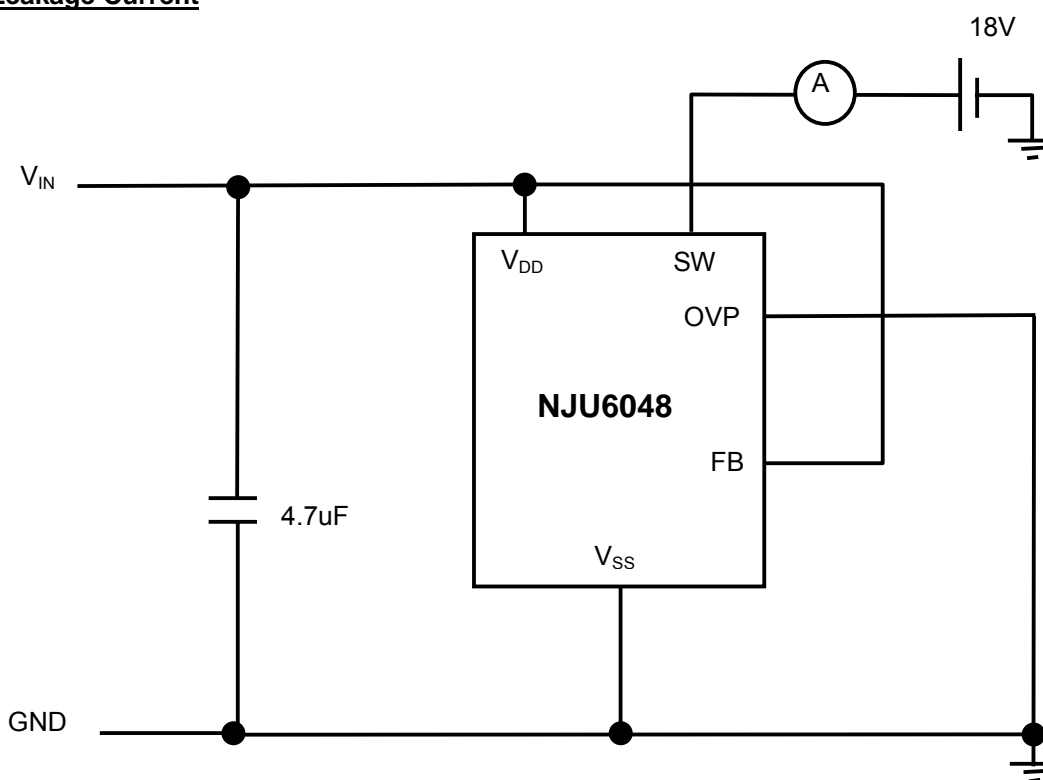 Leakage Current
18V
A
VIN
VDD
SW
OVP
NJU6048
FB
4.7uF
VSS
GND